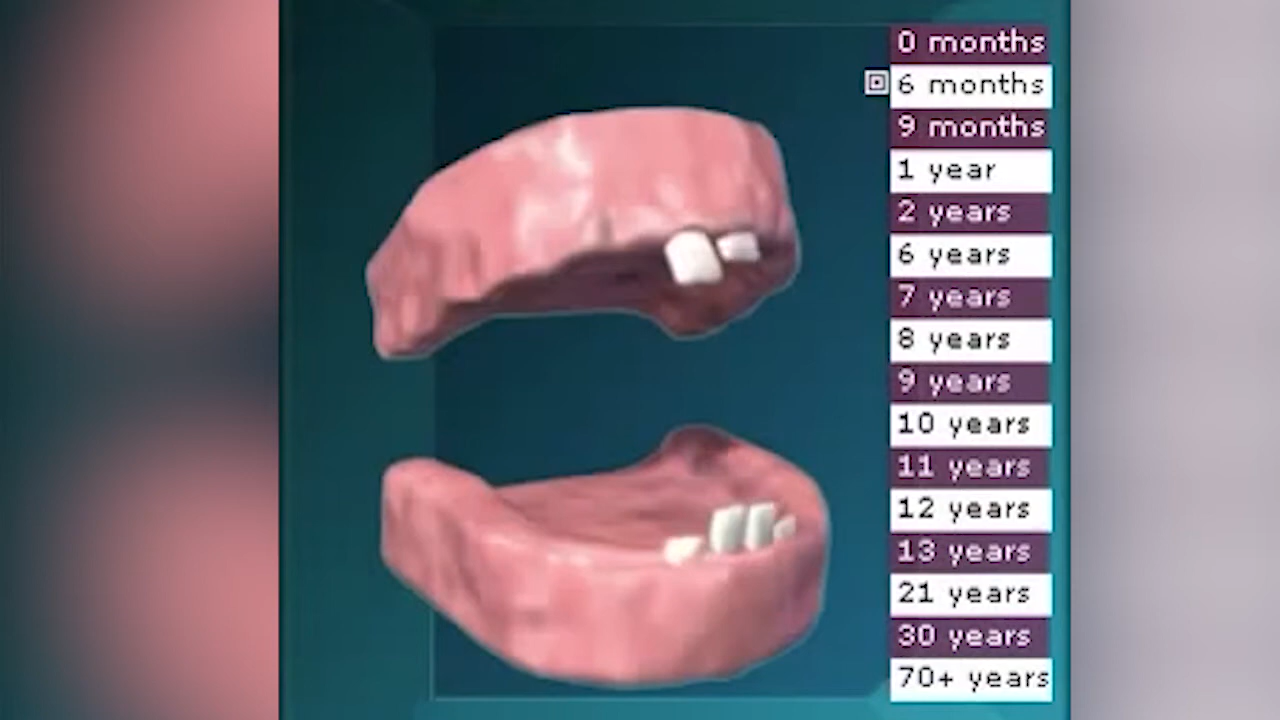 0 months
6 months
9 months
1 year
2 years
6 years
7 years
8 years
9 years
10 years
11 years
12 years
13 years
21 years
30 years
70+ years